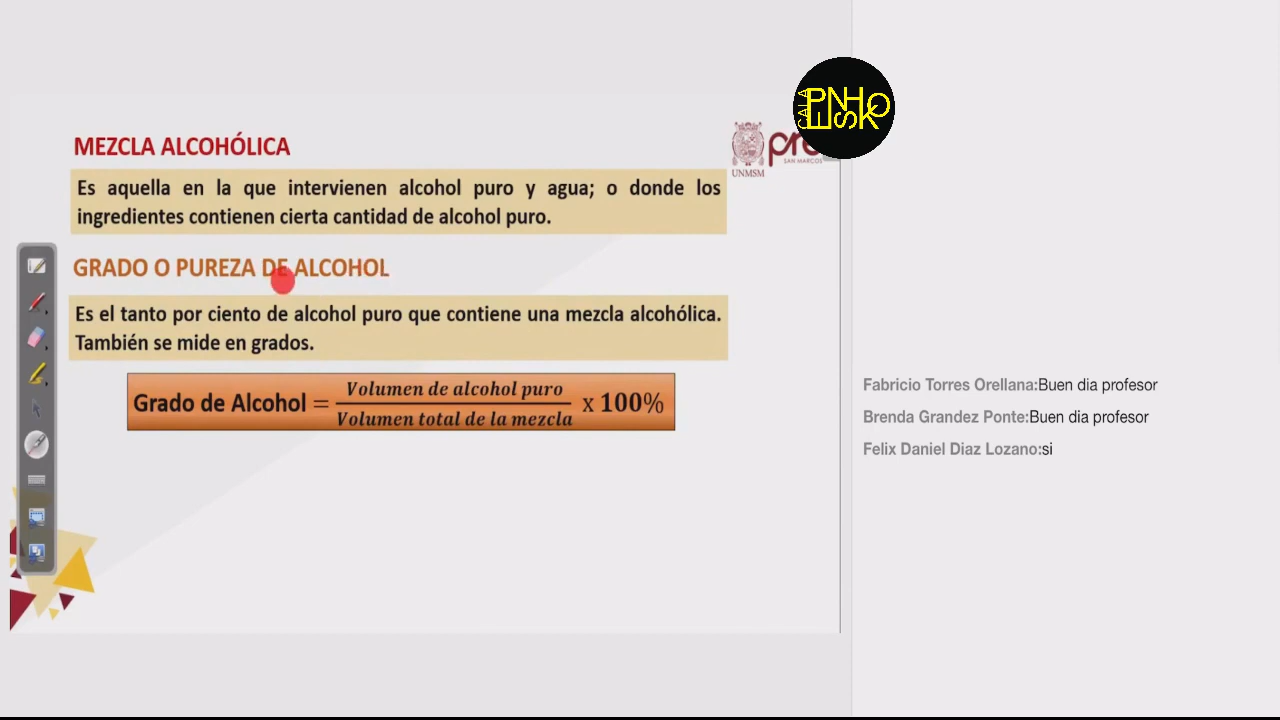 CALA
PENHO
ESK
MEZCLA ALCOHÓLICA
UNMSM
SAN MARCOS
Es aquella en la que intervienen alcohol puro y agua; o donde los
ingredientes contienen cierta cantidad de alcohol puro.
GRADO O PUREZA DE ALCOHOL
Es el tanto por ciento de alcohol puro que contiene una mezcla alcohólica.
También se mide en grados.
Grado de Alcohol = Volumen de alcohol puro / Volumen total de la mezcla x 100%
Fabricio Torres Orellana:Buen dia profesor
Brenda Grandez Ponte:Buen dia profesor
Felix Daniel Diaz Lozano:si